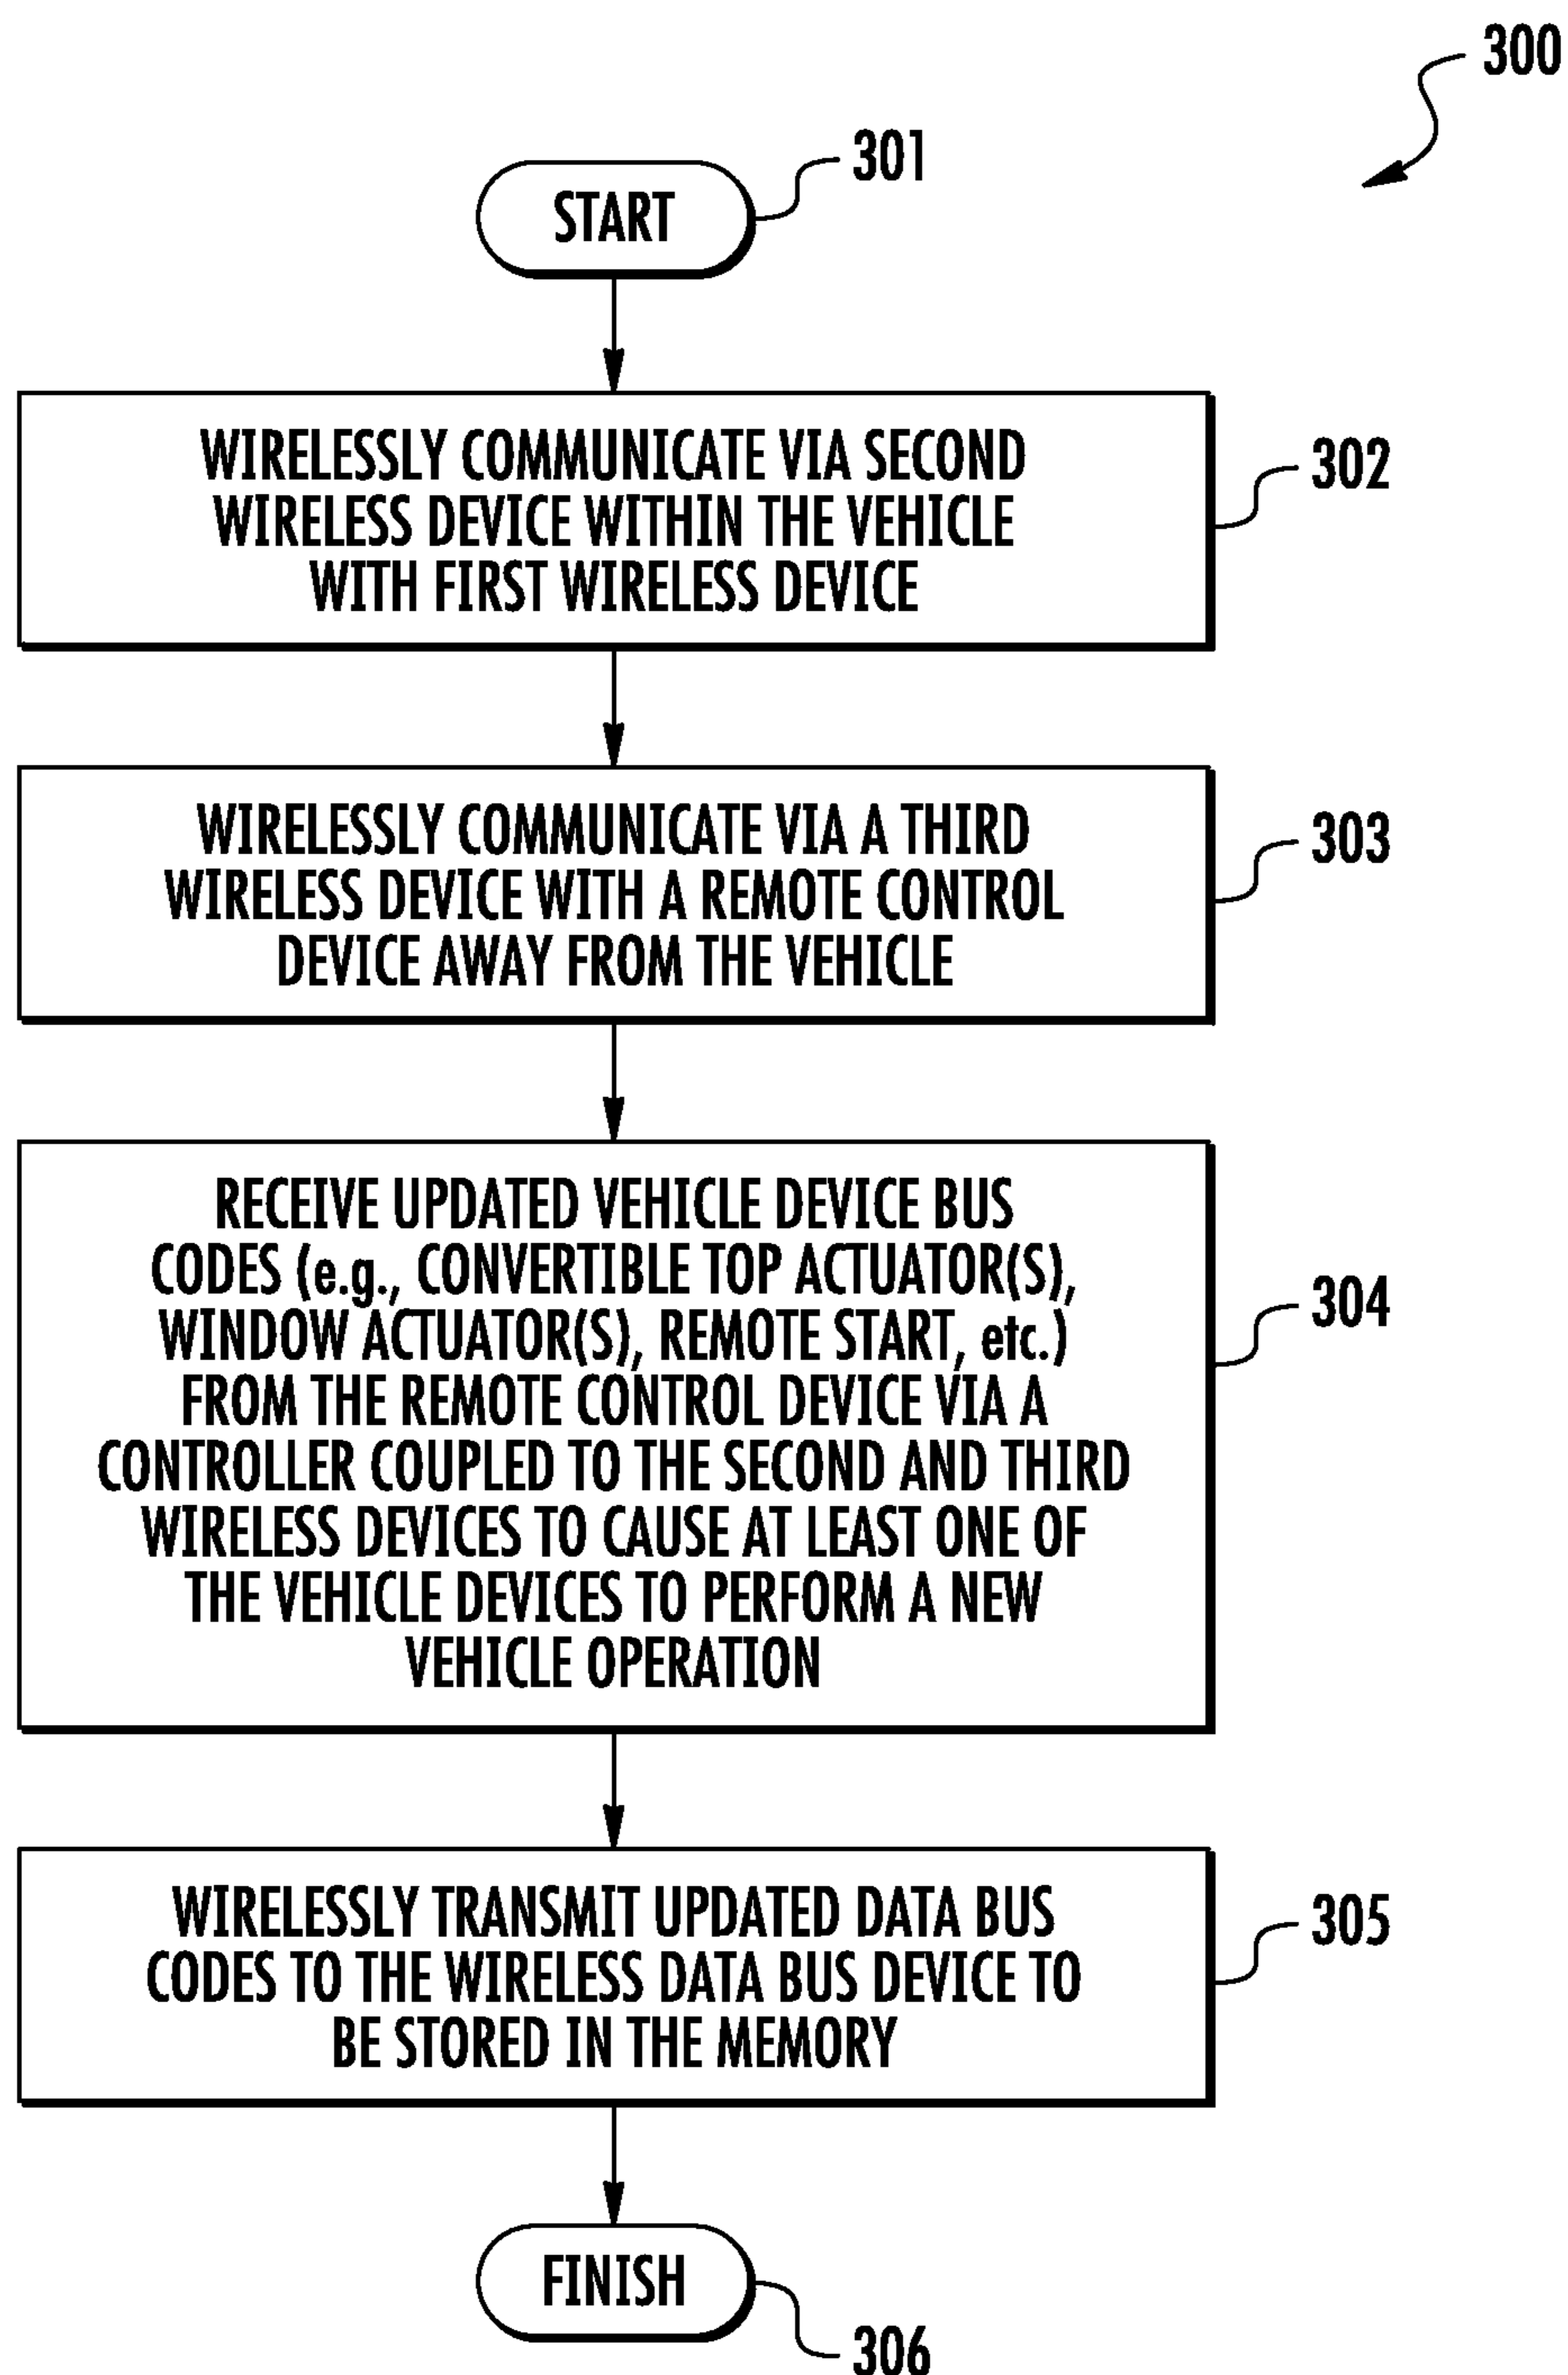 300
301
START
WIRELESSLY COMMUNICATE VIA SECOND
WIRELESS DEVICE WITHIN THE VEHICLE
WITH FIRST WIRELESS DEVICE
302
WIRELESSLY COMMUNICATE VIA A THIRD
WIRELESS DEVICE WITH A REMOTE CONTROL
DEVICE AWAY FROM THE VEHICLE
303
RECEIVE UPDATED VEHICLE DEVICE BUS
CODES (e.g., CONVERTIBLE TOP ACTUATOR(S),
WINDOW ACTUATOR(S), REMOTE START, etc.)
FROM THE REMOTE CONTROL DEVICE VIA A
CONTROLLER COUPLED TO THE SECOND AND THIRD
WIRELESS DEVICES TO CAUSE AT LEAST ONE OF
THE VEHICLE DEVICES TO PERFORM A NEW
VEHICLE OPERATION
304
WIRELESSLY TRANSMIT UPDATED DATA BUS
CODES TO THE WIRELESS DATA BUS DEVICE TO
BE STORED IN THE MEMORY
305
FINISH
306